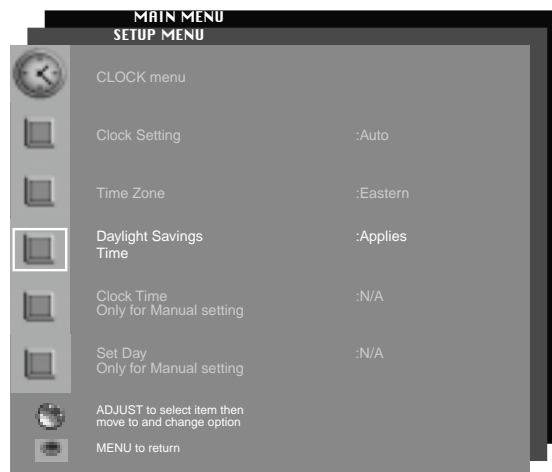 MAIN MENU
SETUP MENU
CLOCK menu
Clock Setting :Auto
Time Zone :Eastern
Daylight Savings :Applies
Time
Clock Time :N/A
Only for Manual setting
Set Day :N/A
Only for Manual setting
ADJUST to select item then
move to and change option
MENU to return